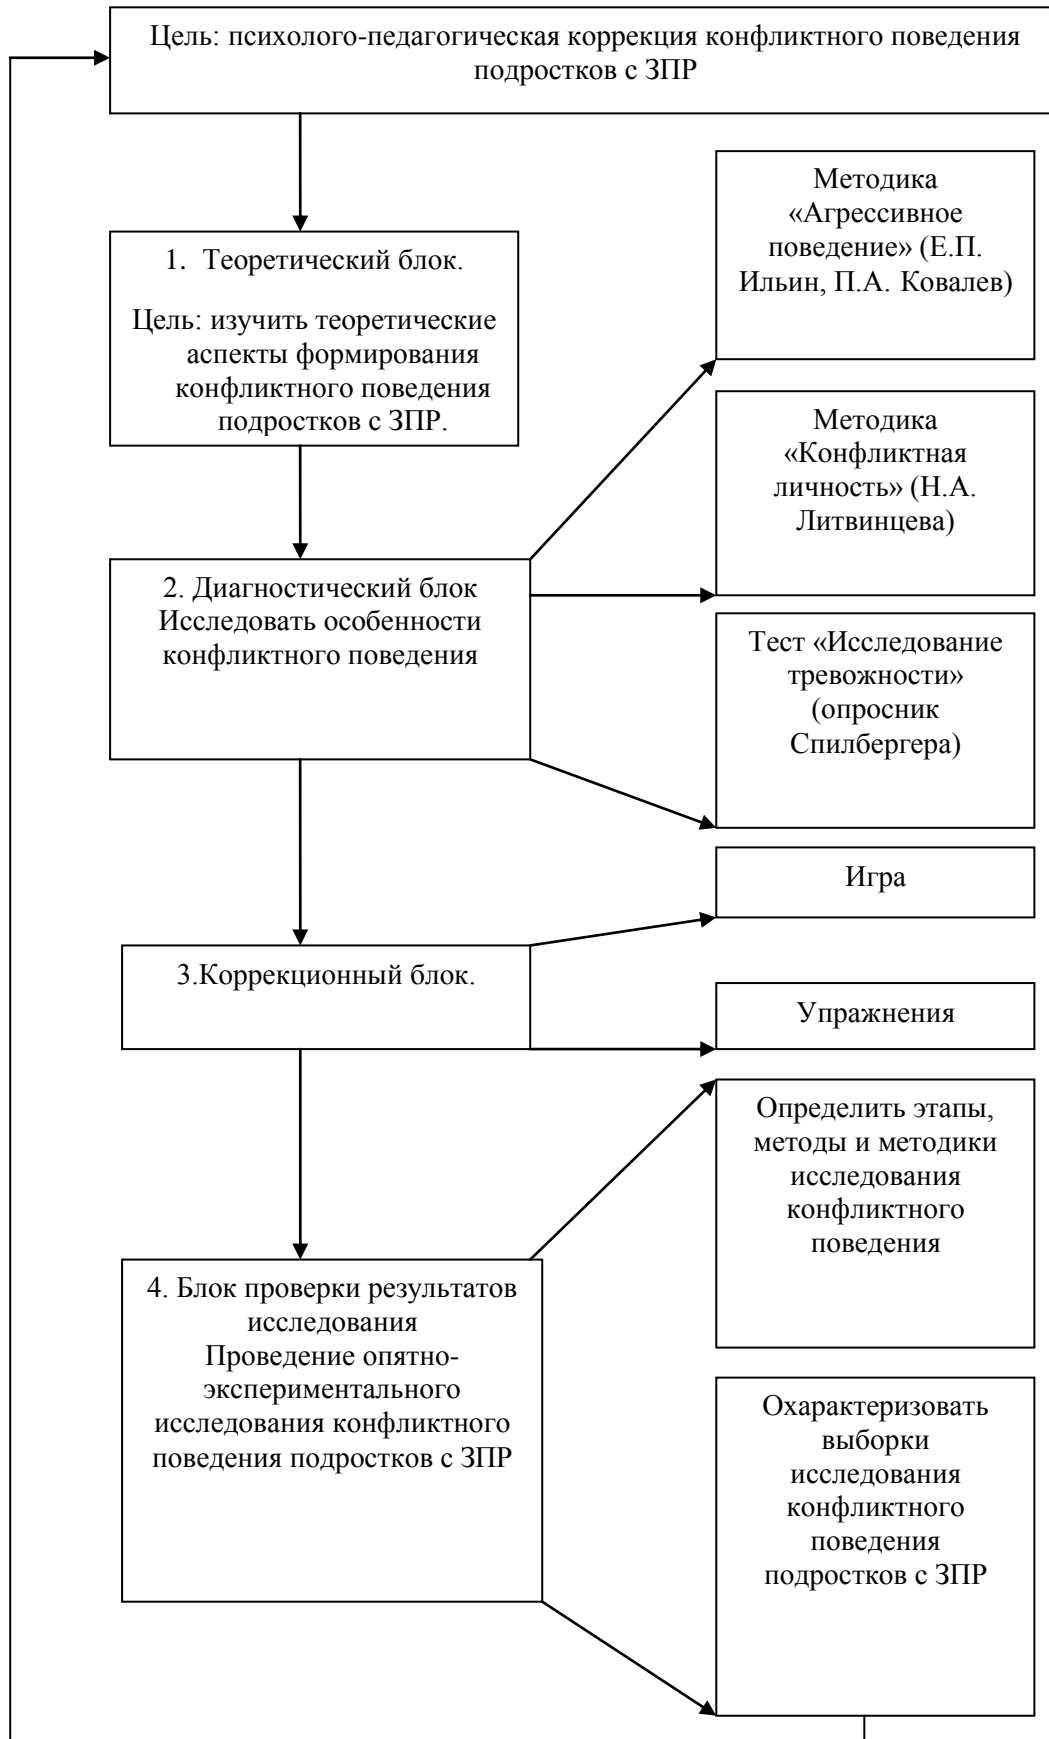 Цель: психолого-педагогическая коррекция конфликтного поведения
подростков с ЗПР
1. Теоретический блок.
Цель: изучить теоретические
аспекты формирования
конфликтного поведения
подростков с ЗПР.
Методика
«Агрессивное
поведение» (Е.П.
Ильин, П.А. Ковалев)
Методика
«Конфликтная
личность» (Н.А.
Литвинцева)
2. Диагностический блок
Исследовать особенности
конфликтного поведения
Тест «Исследование
тревожности»
(опросник
Спилбергера)
Игра
3.Коррекционный блок.
Упражнения
Определить этапы,
методы и методики
исследования
конфликтного
поведения
4. Блок проверки результатов
исследования
Проведение опятно-
экспериментального
исследования конфликтного
поведения подростков с ЗПР
Охарактеризовать
выборки
исследования
конфликтного
поведения
подростков с ЗПР